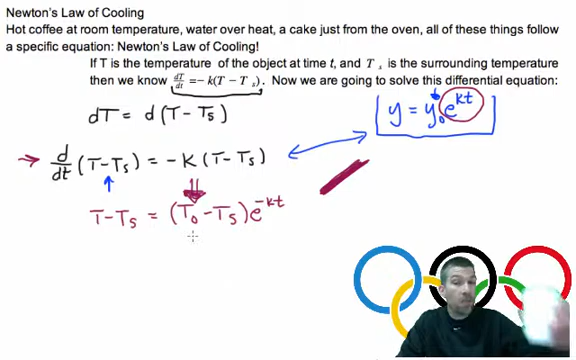 Newton's Law of Cooling
Hot coffee at room temperature, water over heat, a cake just from the oven, all of these things follow
a specific equation: Newton's Law of Cooling!
If T is the temperature of the object at time t, and T s is the surrounding temperature
then we know dT/dt = − k(T − T s). Now we are going to solve this differential equation:
dT = d(T − Ts)
y = y₀e^kt
d/dt (T − Ts) = − K (T − Ts)
T − Ts = (T₀ − Ts) e^−kt